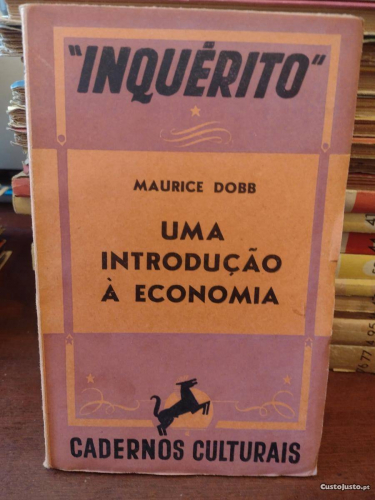 "INQUÉRITO"
MAURICE DOBB
UMA
INTRODUÇÃO
À ECONOMIA
CADERNOS CULTURAIS
Custojusto.pt